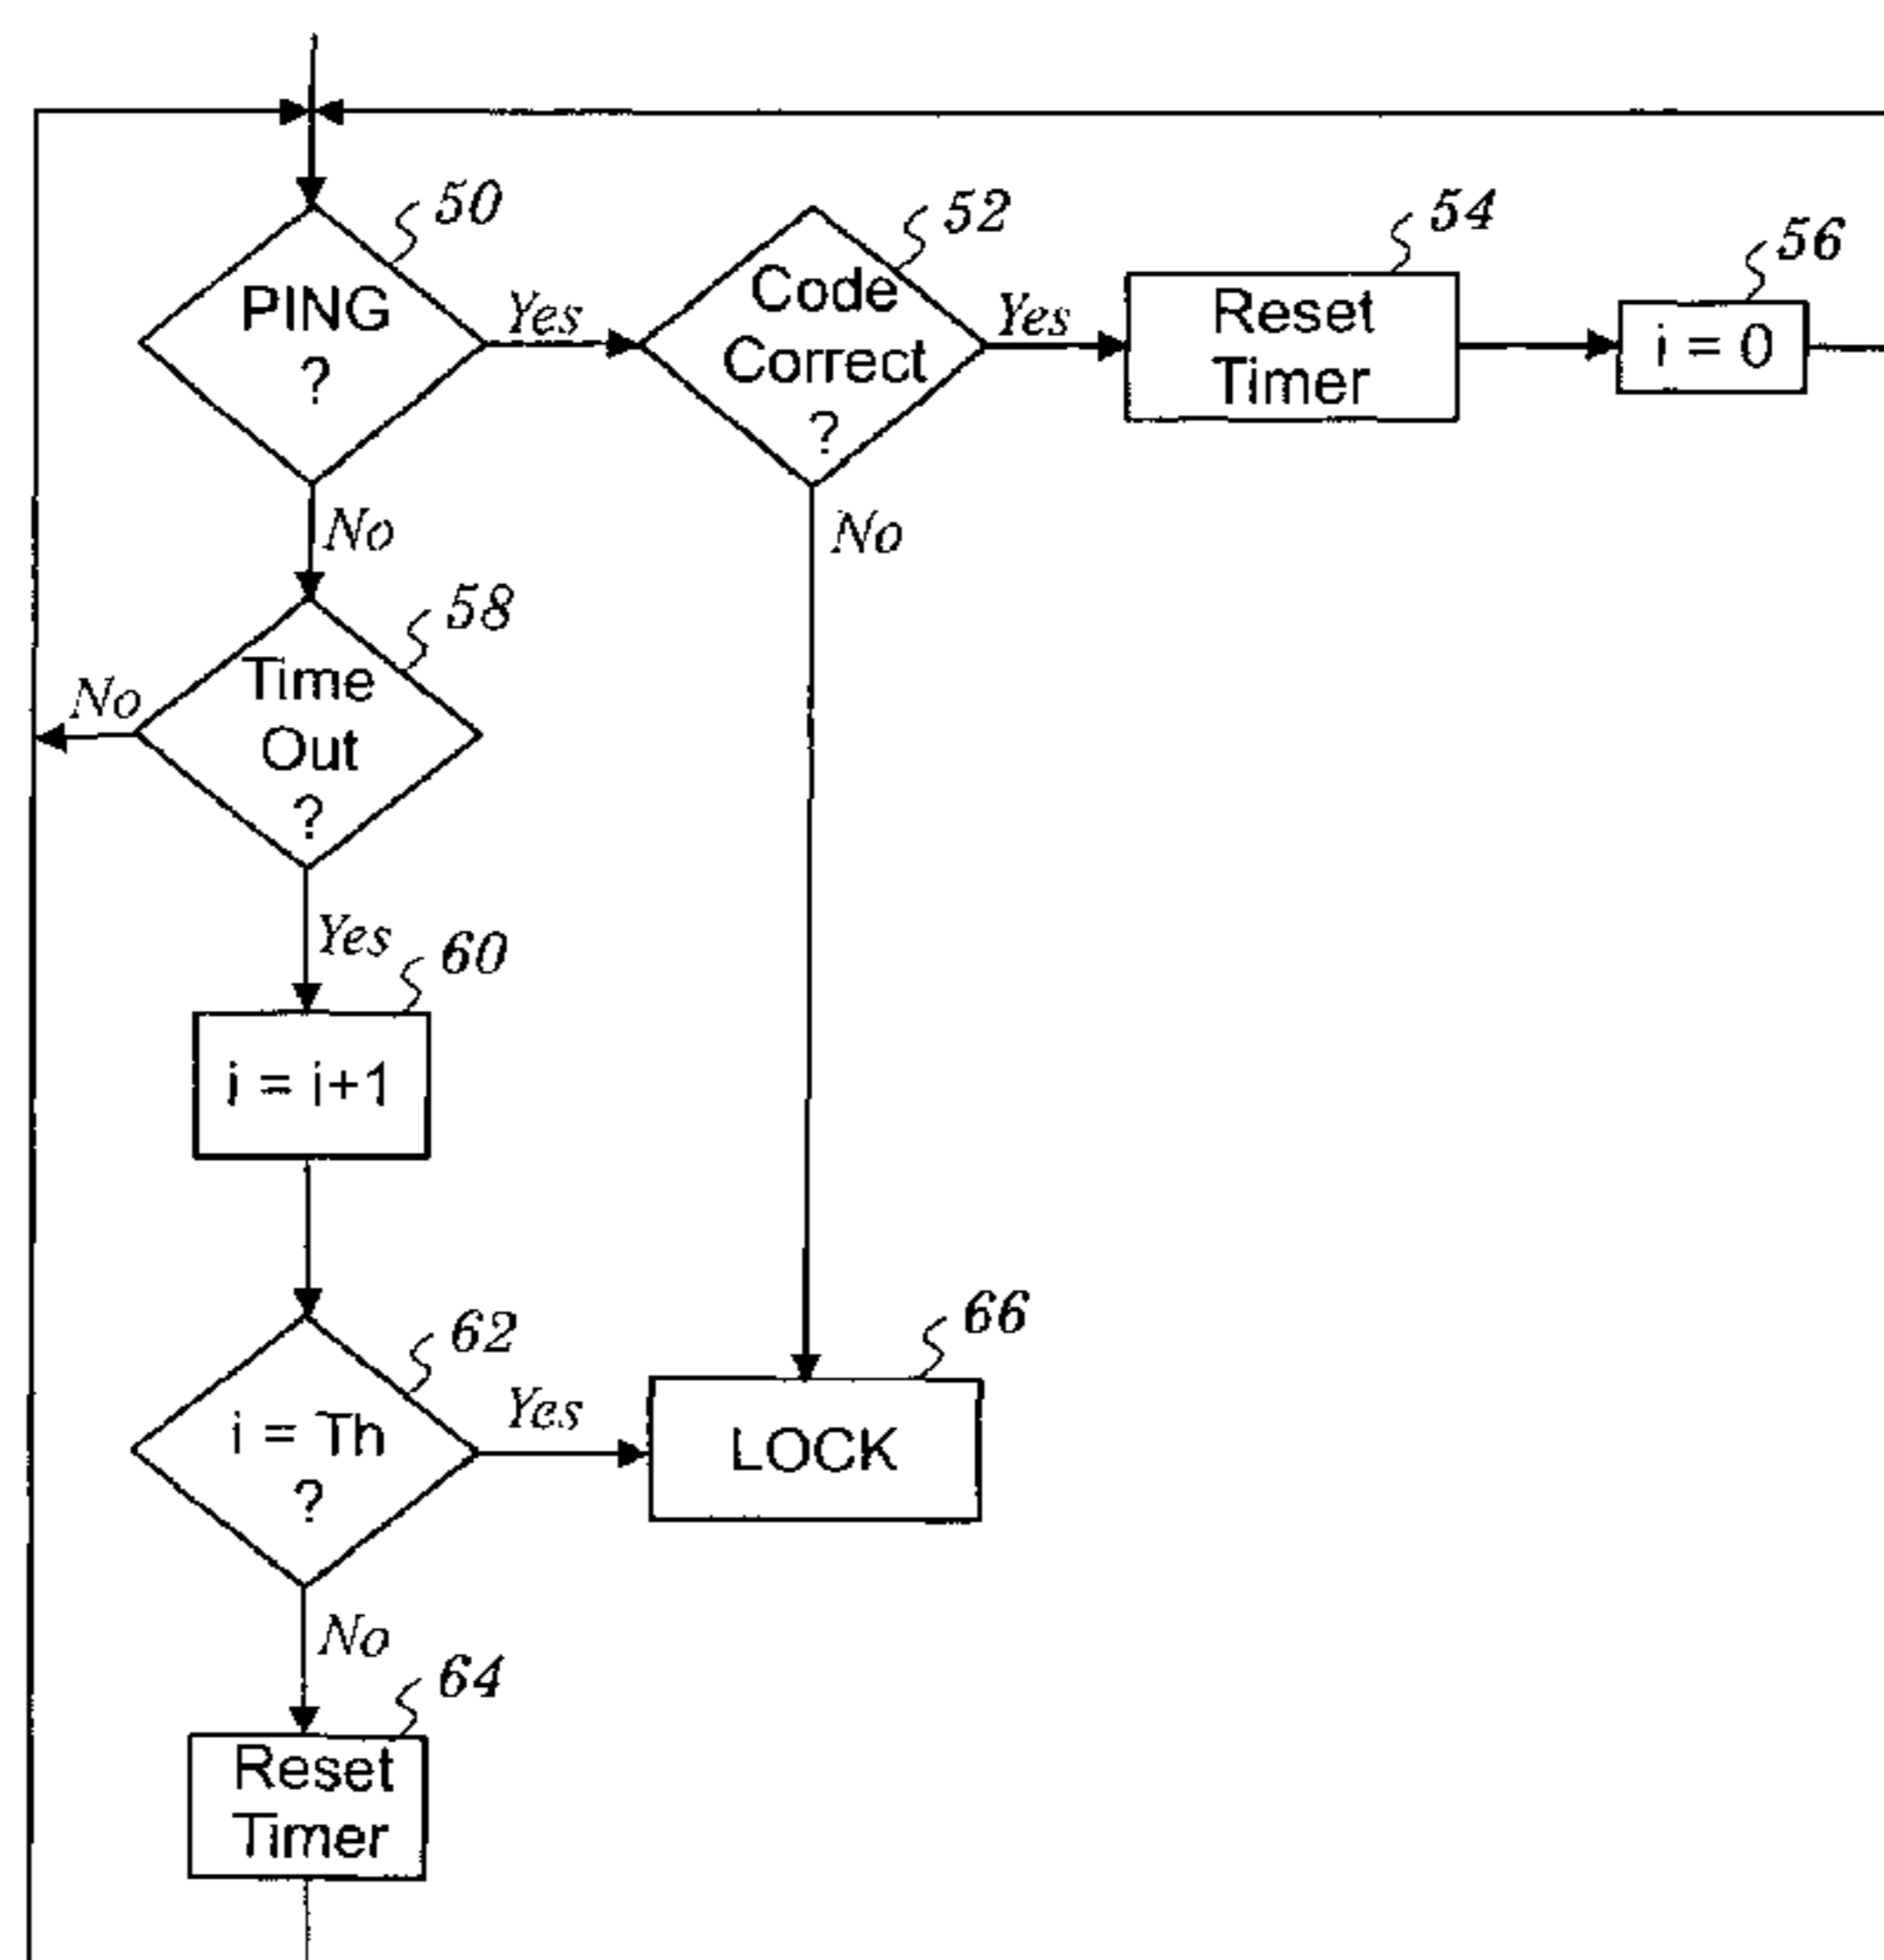 50
PING
?
Yes
52
Code
Correct
?
Yes
54
Reset
Timer
56
i = 0
No
No
58
Time
Out
?
No
Yes
60
i = i+1
62
i = Th
?
Yes
66
LOCK
No
64
Reset
Timer